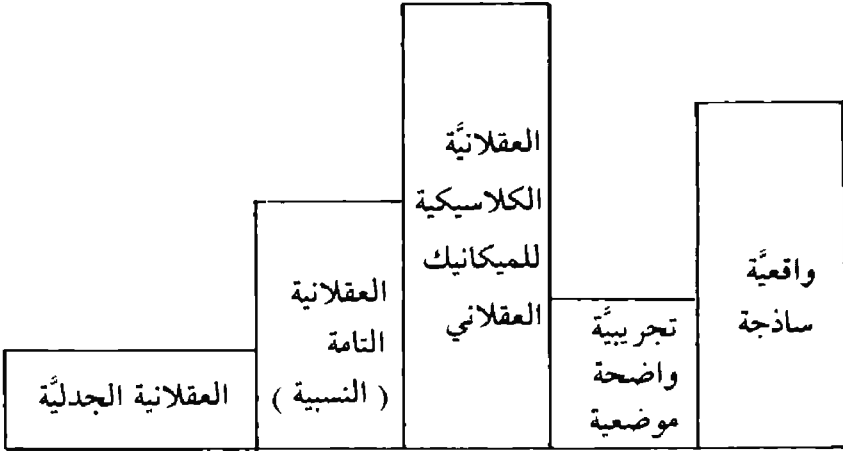 واقعيَّة
ساذجة
تجريبيَّة
واضحة
موضعية
العقلانيَّة
الكلاسيكية
للميكانيك
العقلاني
العقلانية
التامة
( النسبية )
العقلانية الجدليَّة